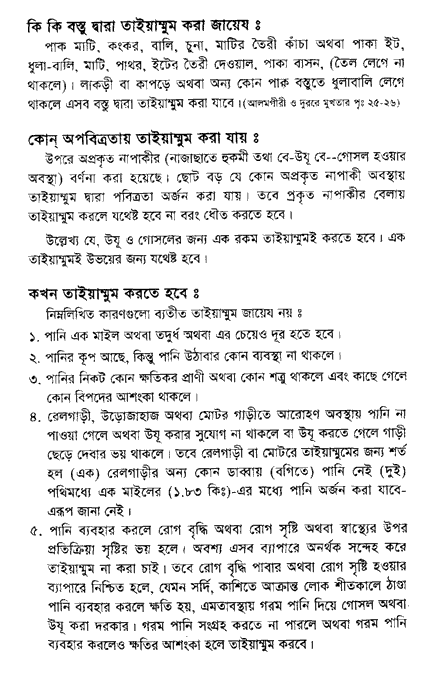 কি কি বস্তু দ্বারা তাইয়াম্মুম করা জায়েয ঃ
পাক মাটি, কংকর, বালি, চুনা, মাটির তৈরী কাঁচা অথবা পাকা ইট,
ধুলা-বালি, মাটি, পাথর, ইটের তৈরী দেওয়াল, পাকা বাসন, (তৈল লেগে না
থাকলে)। লাকড়ী বা কাপড়ে অথবা অন্য কোন পাক বস্তুতে ধুলাবালি লেগে
থাকলে এসব বস্তু দ্বারা তাইয়াম্মুম করা যাবে। (আলমগীরী ও দুররে মুখতার পৃঃ ২৫-২৬)
কোন্ অপবিত্রতায় তাইয়াম্মুম করা যায় ঃ
উপরে অপ্রকৃত নাপাকীর (নাজাছাতে হুকমী তথা বে-উযূ বে--গোসল হওয়ার
অবস্থা) বর্ণনা করা হয়েছে। ছোট বড় যে কোন অপ্রকৃত নাপাকী অবস্থায়
তাইয়াম্মুম দ্বারা পবিত্রতা অর্জন করা যায়। তবে প্রকৃত নাপাকীর বেলায়
তাইয়াম্মুম করলে যথেষ্ট হবে না বরং ধৌত করতে হবে।
উল্লেখ্য যে, উযূ ও গোসলের জন্য এক রকম তাইয়াম্মুমই করতে হবে। এক
তাইয়াম্মুমই উভয়ের জন্য যথেষ্ট হবে।
কখন তাইয়াম্মুম করতে হবে ঃ
নিম্নলিখিত কারণগুলো ব্যতীত তাইয়াম্মুম জায়েয নয় ঃ
১. পানি এক মাইল অথবা তদুর্ধ অথবা এর চেয়েও দূর হতে হবে।
২. পানির কূপ আছে, কিন্তু পানি উঠাবার কোন ব্যবস্থা না থাকলে।
৩. পানির নিকট কোন ক্ষতিকর প্রাণী অথবা কোন শত্রু থাকলে এবং কাছে গেলে
কোন বিপদের আশংকা থাকলে।
৪. রেলগাড়ী, উড়োজাহাজ অথবা মোটর গাড়ীতে আরোহণ অবস্থায় পানি না
পাওয়া গেলে অথবা উযূ করার সুযোগ না থাকলে বা উযূ করতে গেলে গাড়ী
ছেড়ে দেবার ভয় থাকলে। তবে রেলগাড়ী বা মোটরে তাইয়াম্মুমের জন্য শর্ত
হল (এক) রেলগাড়ীর অন্য কোন ডাব্বায় (বগিতে) পানি নেই (দুই)
পথিমধ্যে এক মাইলের (১.৮৩ কিঃ)-এর মধ্যে পানি অর্জন করা যাবে-
এরূপ জানা নেই।
৫. পানি ব্যবহার করলে রোগ বৃদ্ধি অথবা রোগ সৃষ্টি অথবা স্বাস্থ্যের উপর
প্রতিক্রিয়া সৃষ্টির ভয় হলে। অবশ্য এসব ব্যাপারে অনর্থক সন্দেহ করে
তাইয়াম্মুম না করা চাই। তবে রোগ বৃদ্ধি পাবার অথবা রোগ সৃষ্টি হওয়ার
ব্যাপারে নিশ্চিত হলে, যেমন সর্দি, কাশিতে আক্রান্ত লোক শীতকালে ঠাণ্ডা
পানি ব্যবহার করলে ক্ষতি হয়, এমতাবস্থায় গরম পানি দিয়ে গোসল অথবা
উযূ করা দরকার। গরম পানি সংগ্রহ করতে না পারলে অথবা গরম পানি
ব্যবহার করলেও ক্ষতির আশংকা হলে তাইয়াম্মুম করবে।